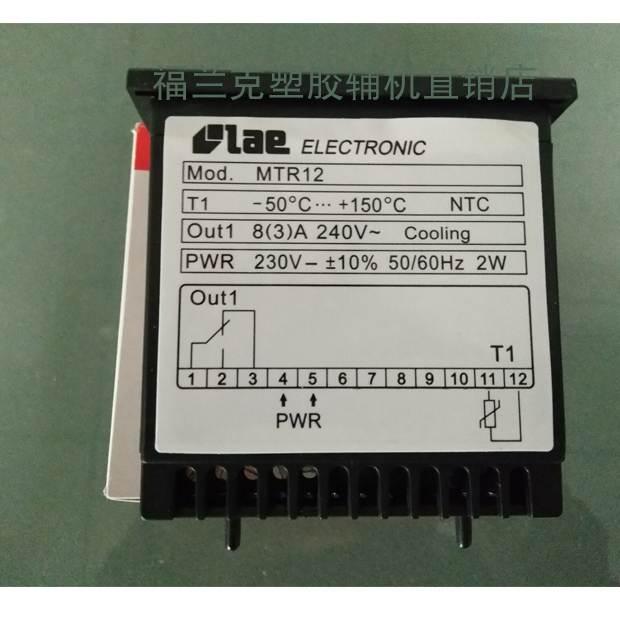 福兰克塑胶辅机直销店
lae ELECTRONIC
Mod. MTR12
T1 -50°C··· +150°C NTC
Out1 8(3)A 240V~ Cooling
PWR 230V– ±10% 50/60Hz 2W
Out1
T1
1 2 3 4 5 6 7 8 9 10 11 12
PWR